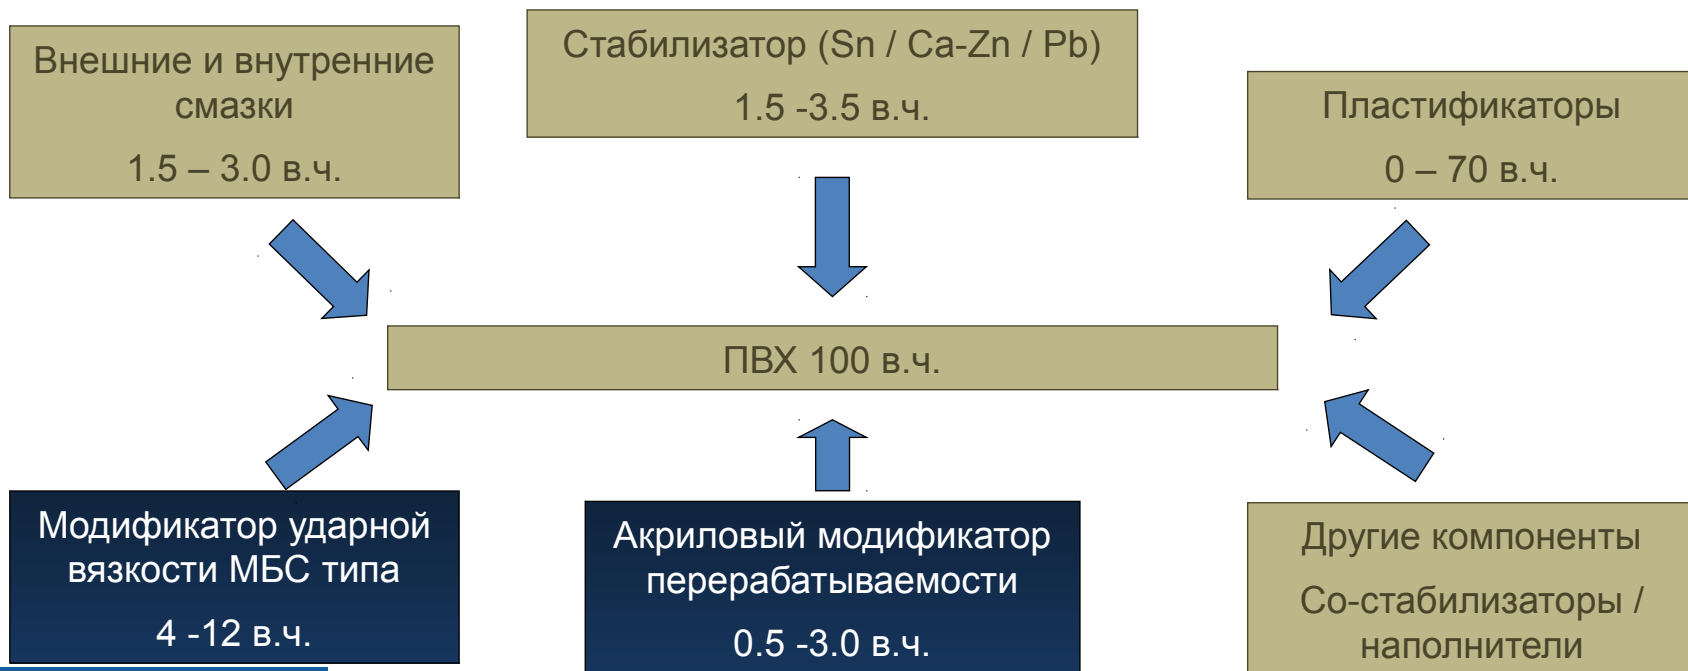 Внешние и внутренние
смазки
1.5 – 3.0 в.ч.
Стабилизатор (Sn / Ca-Zn / Pb)
1.5 -3.5 в.ч.
Пластификаторы
0 – 70 в.ч.
ПВХ 100 в.ч.
Модификатор ударной
вязкости МБС типа
4 -12 в.ч.
Акриловый модификатор
перерабатываемости
0.5 -3.0 в.ч.
Другие компоненты
Со-стабилизаторы /
наполнители